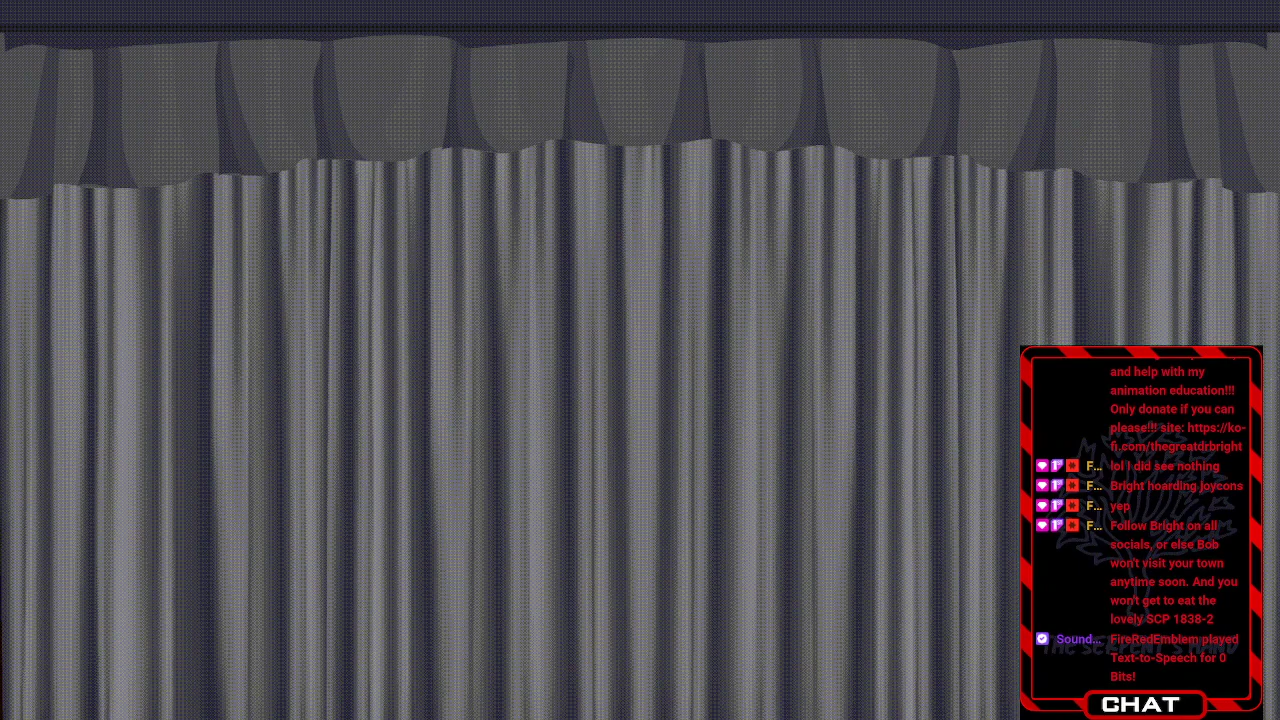 and help with my
animation education!!!
Only donate if you can
please!!! site: https://ko-
fi.com/thegreatdrbright
F... lol I did see nothing
F... Bright hoarding joycons
F... yep
F... Follow Bright on all
socials, or else Bob
won't visit your town
anytime soon. And you
won't get to eat the
lovely SCP 1838-2
Sound... FireRedEmblem played
THE SERPENT'S HAND
Text-to-Speech for 0
Bits!
CHAT